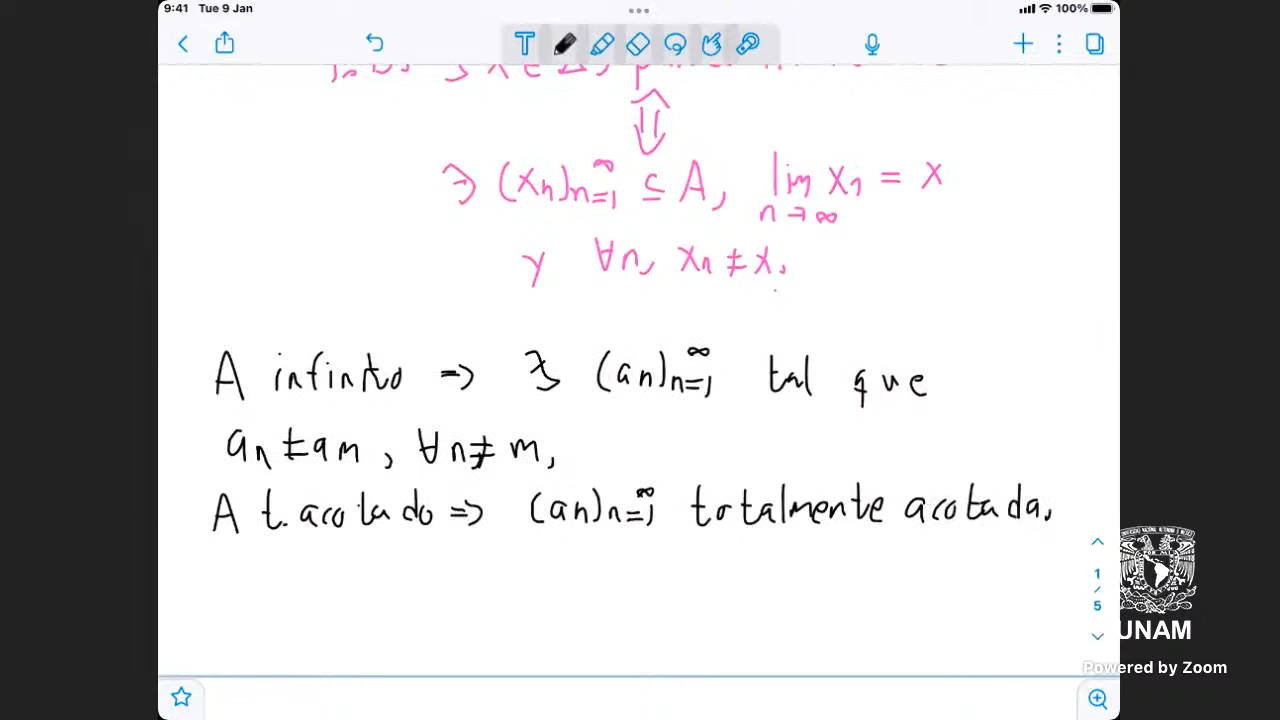 9:41 Tue 9 Jan
100%
∃ (xn)n=1^∞ ⊆ A, lim n→∞ xn = x
y ∀n, xn ≠ x.
A infinito => ∃ (an)n=1^∞ tal que
an ≠ am, ∀n ≠ m,
A t. acotado => (an)n=1^∞ totalmente acotada,
1
5
UNAM
Powered by Zoom